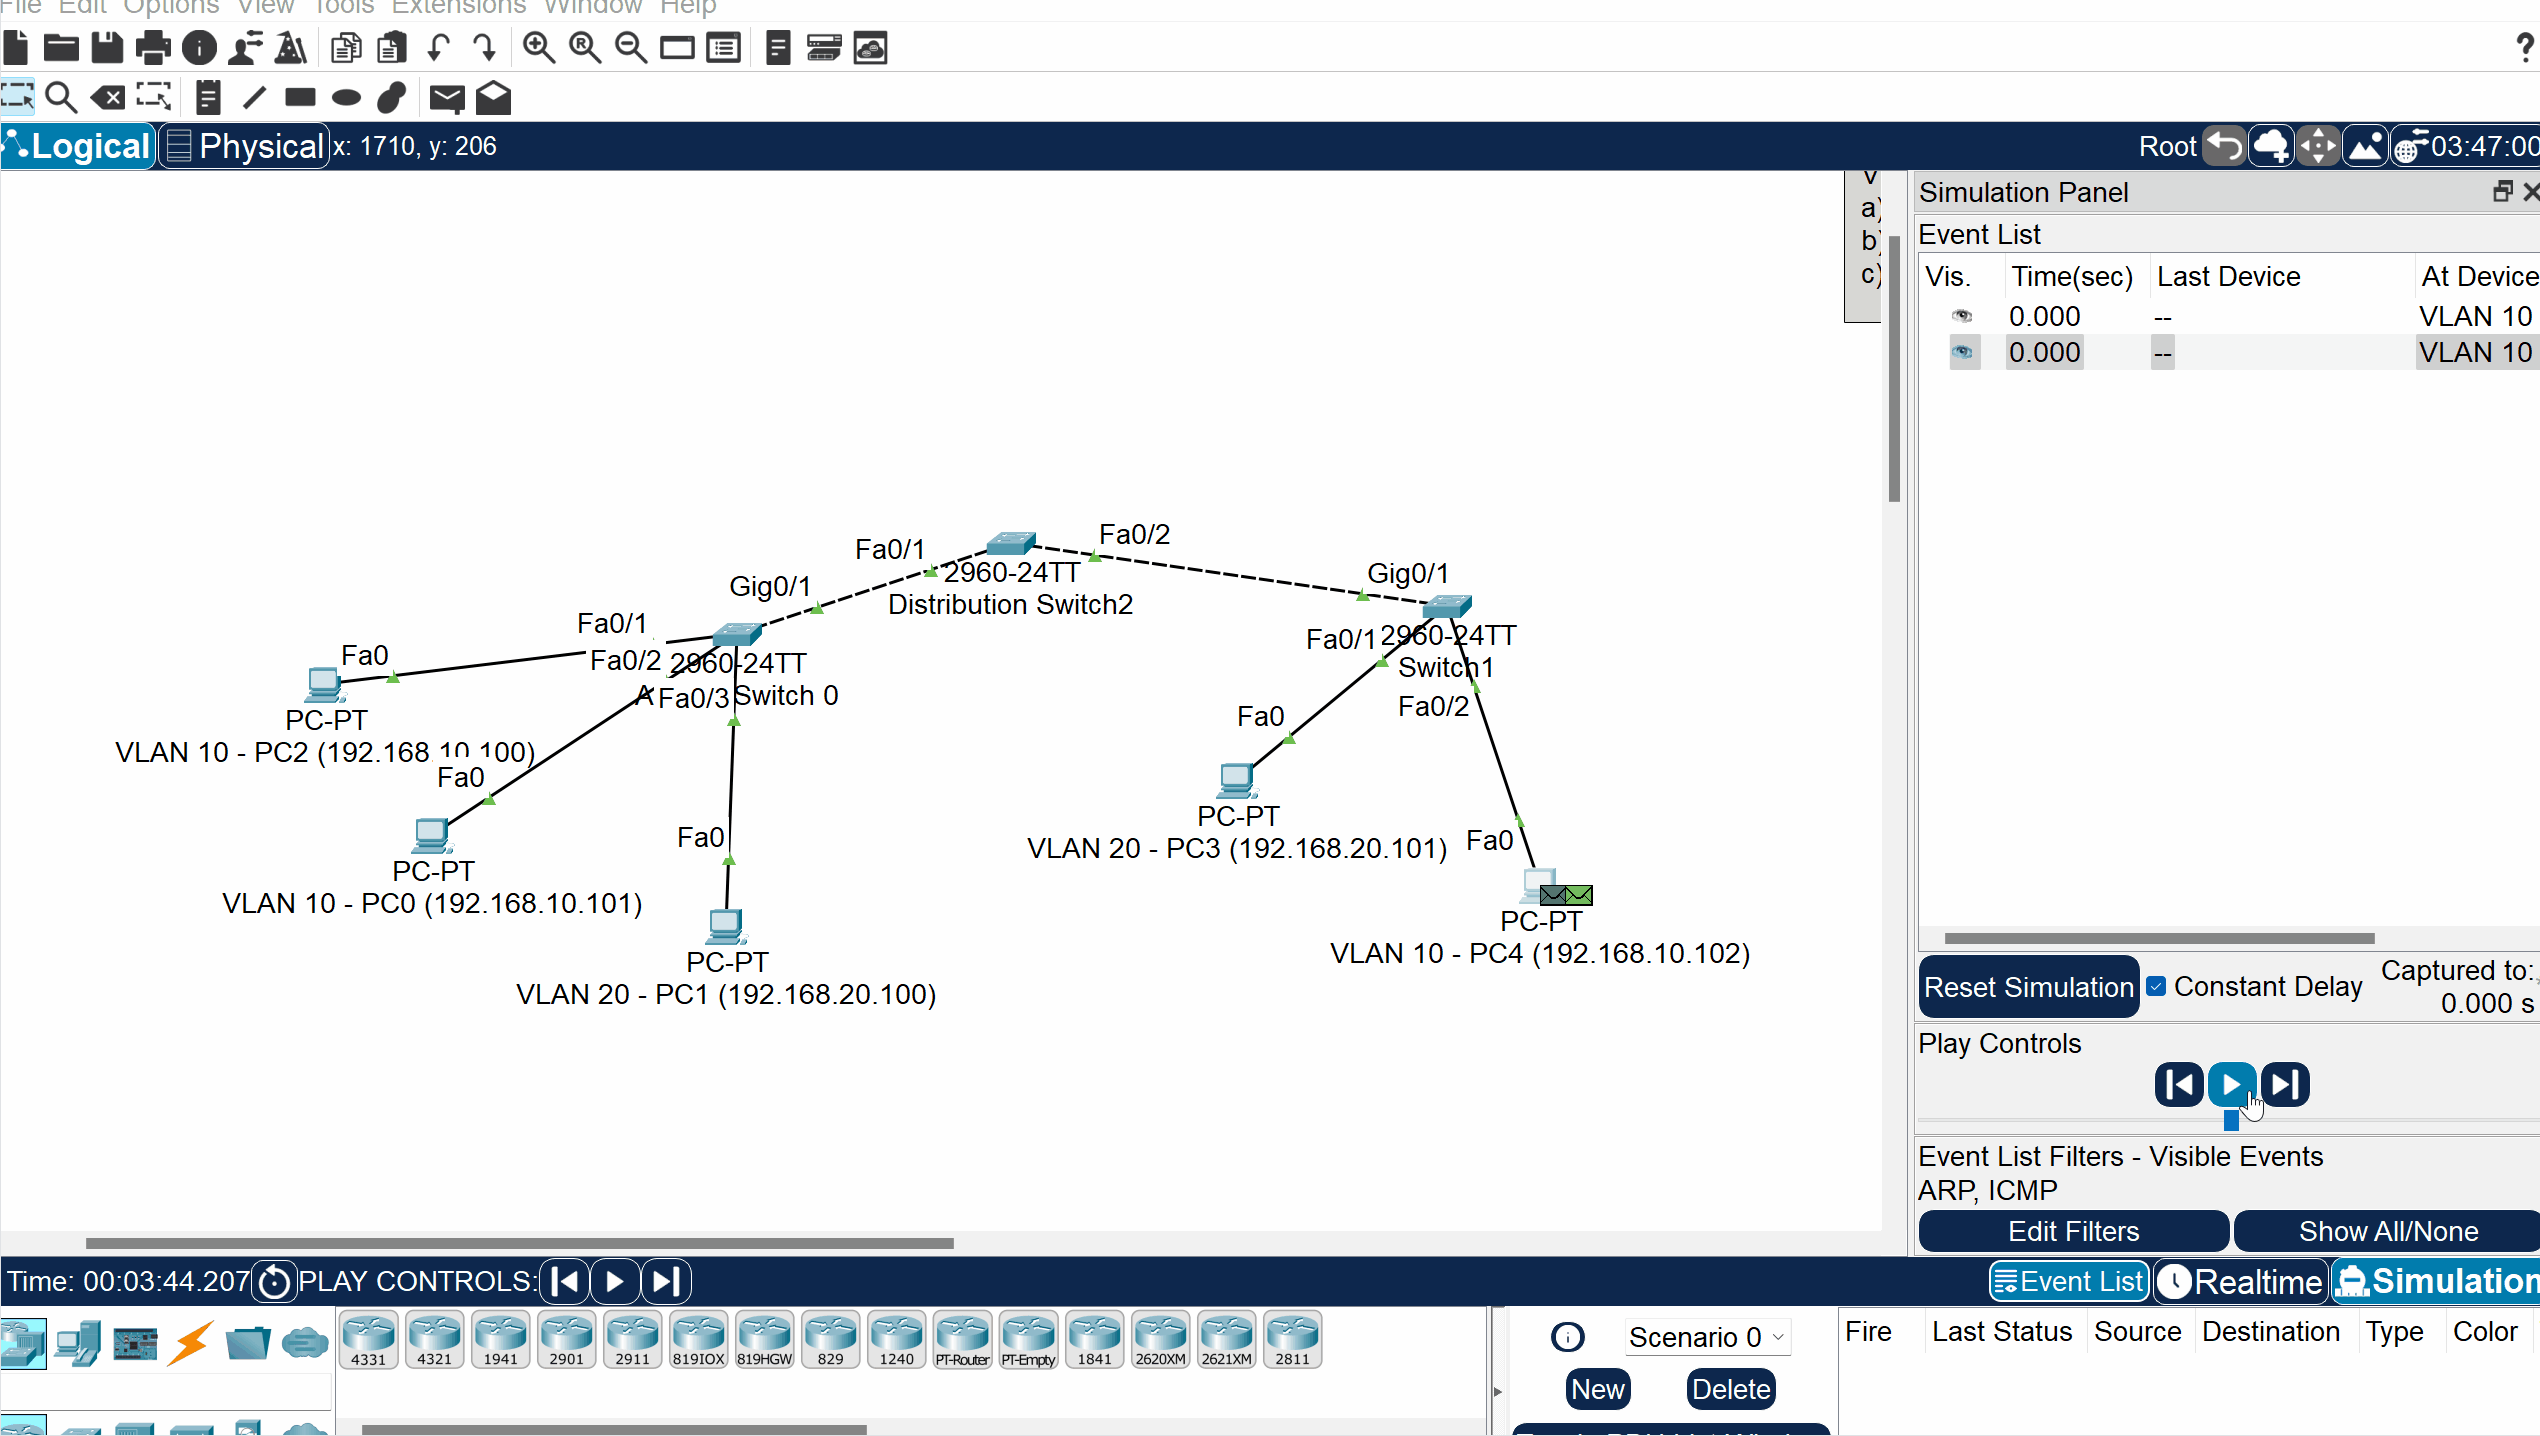 File Edit Options View Tools Extensions Window Help
Logical Physical x: 1710, y: 206 Root 03:47:00
V
a)
b)
c)
Simulation Panel
Event List
Vis. Time(sec) Last Device At Device
0.000 -- VLAN 10
0.000 -- VLAN 10
Fa0/1 Fa0/2
2960-24TT
Distribution Switch2
Gig0/1
Gig0/1
Fa0/1
Fa0/2 2960-24TT
A Fa0/3 Switch 0
Fa0
PC-PT
VLAN 10 - PC2 (192.168.10.100)
Fa0
PC-PT
VLAN 10 - PC0 (192.168.10.101)
Fa0
PC-PT
VLAN 20 - PC1 (192.168.20.100)
Fa0/1 2960-24TT
Switch1
Fa0/2
Fa0
PC-PT
VLAN 20 - PC3 (192.168.20.101)
Fa0
PC-PT
VLAN 10 - PC4 (192.168.10.102)
Reset Simulation Constant Delay Captured to:
0.000 s
Play Controls
Event List Filters - Visible Events
ARP, ICMP
Edit Filters Show All/None
Time: 00:03:44.207 PLAY CONTROLS: Event List Realtime Simulation
4331 4321 1941 2901 2911 819IOX 819HGW 829 1240 PT-Router PT-Empty 1841 2620XM 2621XM 2811
Scenario 0
New Delete
Fire Last Status Source Destination Type Color